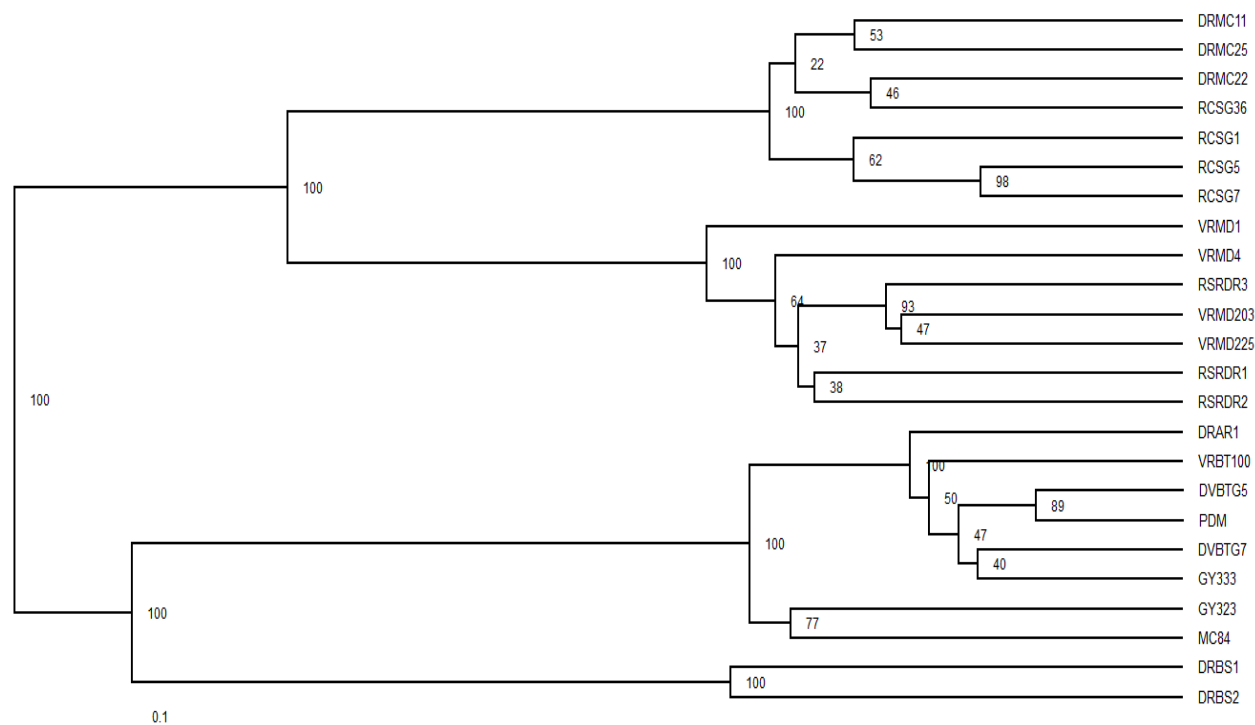 DRMC11
53
DRMC25
22
DRMC22
46
100
RCSG36
RCSG1
62
RCSG5
98
100
RCSG7
VRMD1
100
VRMD4
RSRDR3
64
93
VRMD203
47
VRMD225
37
RSRDR1
38
100
RSRDR2
DRAR1
100
VRBT100
DVBTG5
50
89
PDM
47
100
DVBTG7
40
GY333
100
GY323
77
MC84
DRBS1
100
DRBS2
0.1